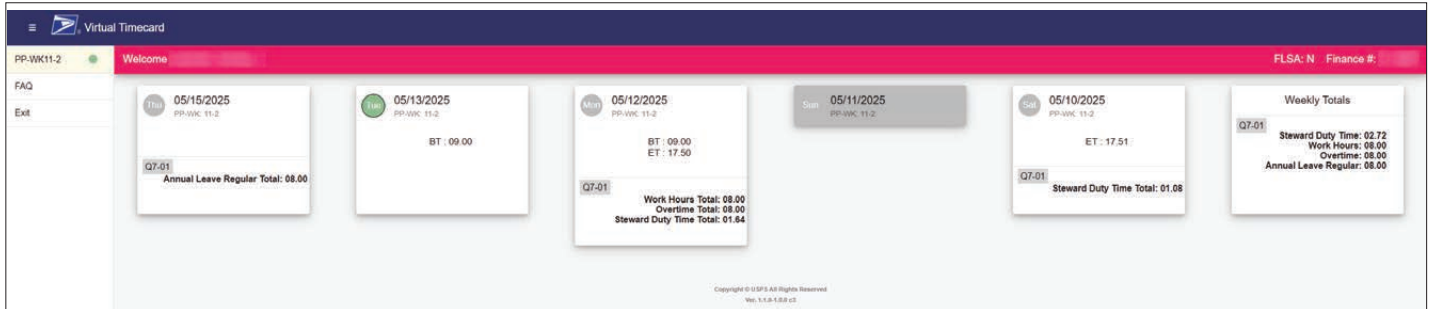 ≡ Virtual Timecard
PP-WK11-2
Welcome
FLSA: N Finance #:
FAQ
Exit
Thu 05/15/2025
PP-WK: 11-2
Q7-01
Annual Leave Regular Total: 08.00
Tue 05/13/2025
PP-WK: 11-2
BT : 09.00
Mon 05/12/2025
PP-WK: 11-2
BT : 09.00
ET : 17.50
Q7-01
Work Hours Total: 08.00
Overtime Total: 08.00
Steward Duty Time Total: 01.64
Sun 05/11/2025
PP-WK: 11-2
Sat 05/10/2025
PP-WK: 11-2
ET : 17.51
Q7-01
Steward Duty Time Total: 01.08
Weekly Totals
Q7-01
Steward Duty Time: 02.72
Work Hours: 08.00
Overtime: 08.00
Annual Leave Regular: 08.00
Copyright © USPS All Rights Reserved